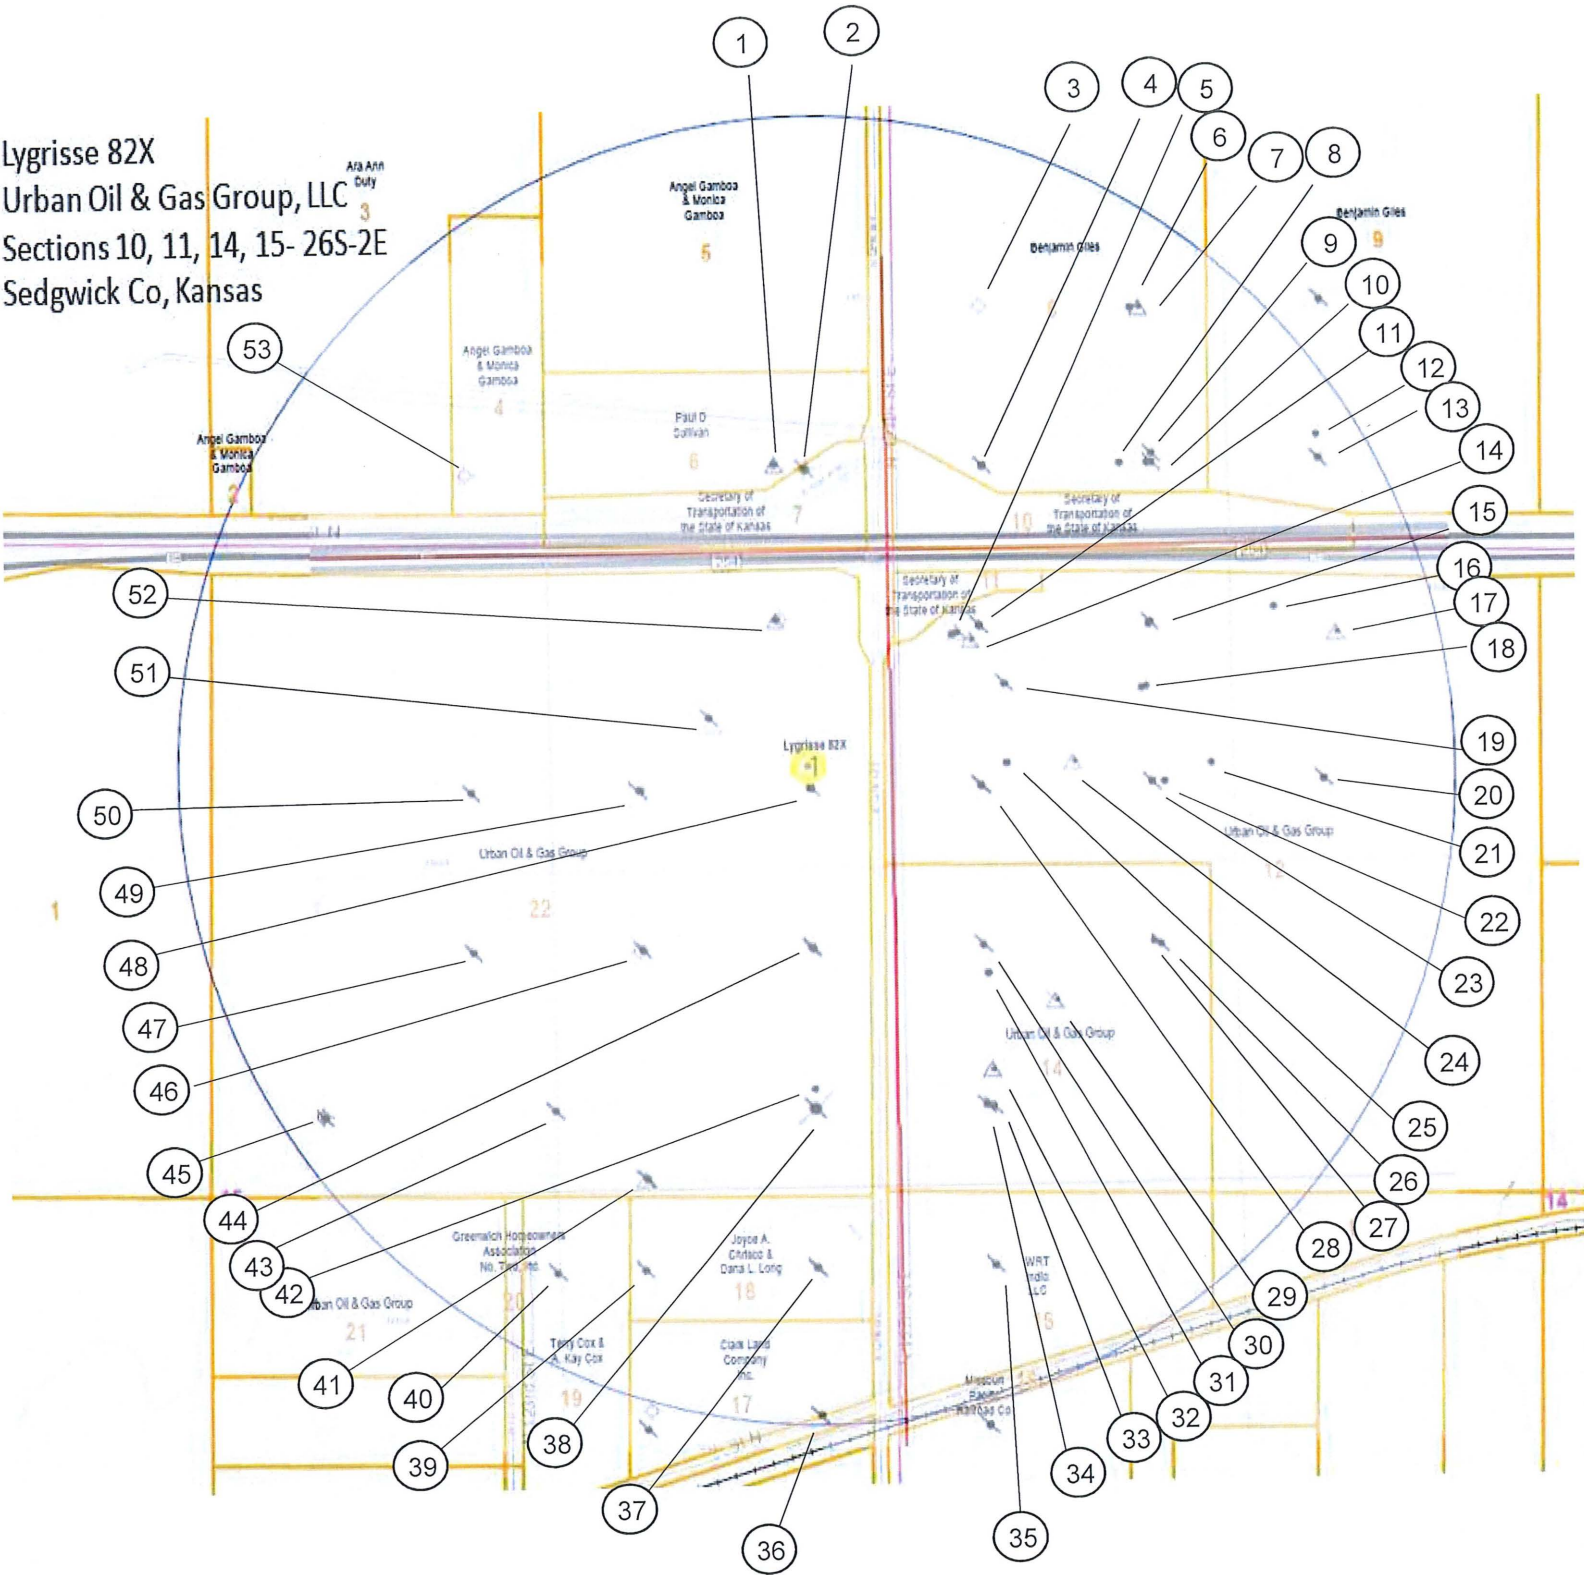 1
2
3
4
5
6
7
8
9
10
11
12
13
14
15
16
17
18
19
20
21
22
23
24
25
26
27
28
29
30
31
32
33
34
35
36
37
38
39
40
41
42
43
44
45
46
47
48
49
50
51
52
53
Lygrisse 82X
Urban Oil & Gas Group, LLC
Sections 10, 11, 14, 15- 26S-2E
Sedgwick Co, Kansas
Ara Ann
Duty
3
Angel Gamboa
& Monica
Gamboa
5
Benjamin Giles
Benjamin Giles
9
Angel Gamboa
& Monica
Gamboa
4
Paul D
Sullivan
6
Angel Gamboa
& Monica
Gamboa
2
Secretary of
Transportation of
the State of Kansas
7
Secretary of
Transportation of
the State of Kansas
10
Secretary of
Transportation of
the State of Kansas
11
Lygrisse 82X
1
Urban Oil & Gas Group
12
Urban Oil & Gas Group
22
1
Urban Oil & Gas Group
14
Greenwich Homeowners
Association
No. Two, Inc.
20
Joyce A.
Chrisco &
Dana L. Long
18
WRT
LLC
14
Urban Oil & Gas Group
21
Terry Cox &
A. Kay Cox
19
Clark Land
Company
Inc.
17
Missouri
Pacific
Railroad Co